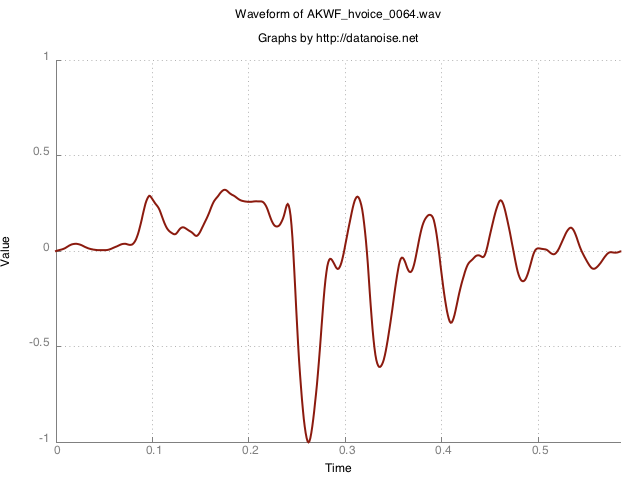 Waveform of AKWF_hvoice_0064.wav
Graphs by http://datanoise.net
1
0.5
0
-0.5
-1
Value
0 0.1 0.2 0.3 0.4 0.5
Time